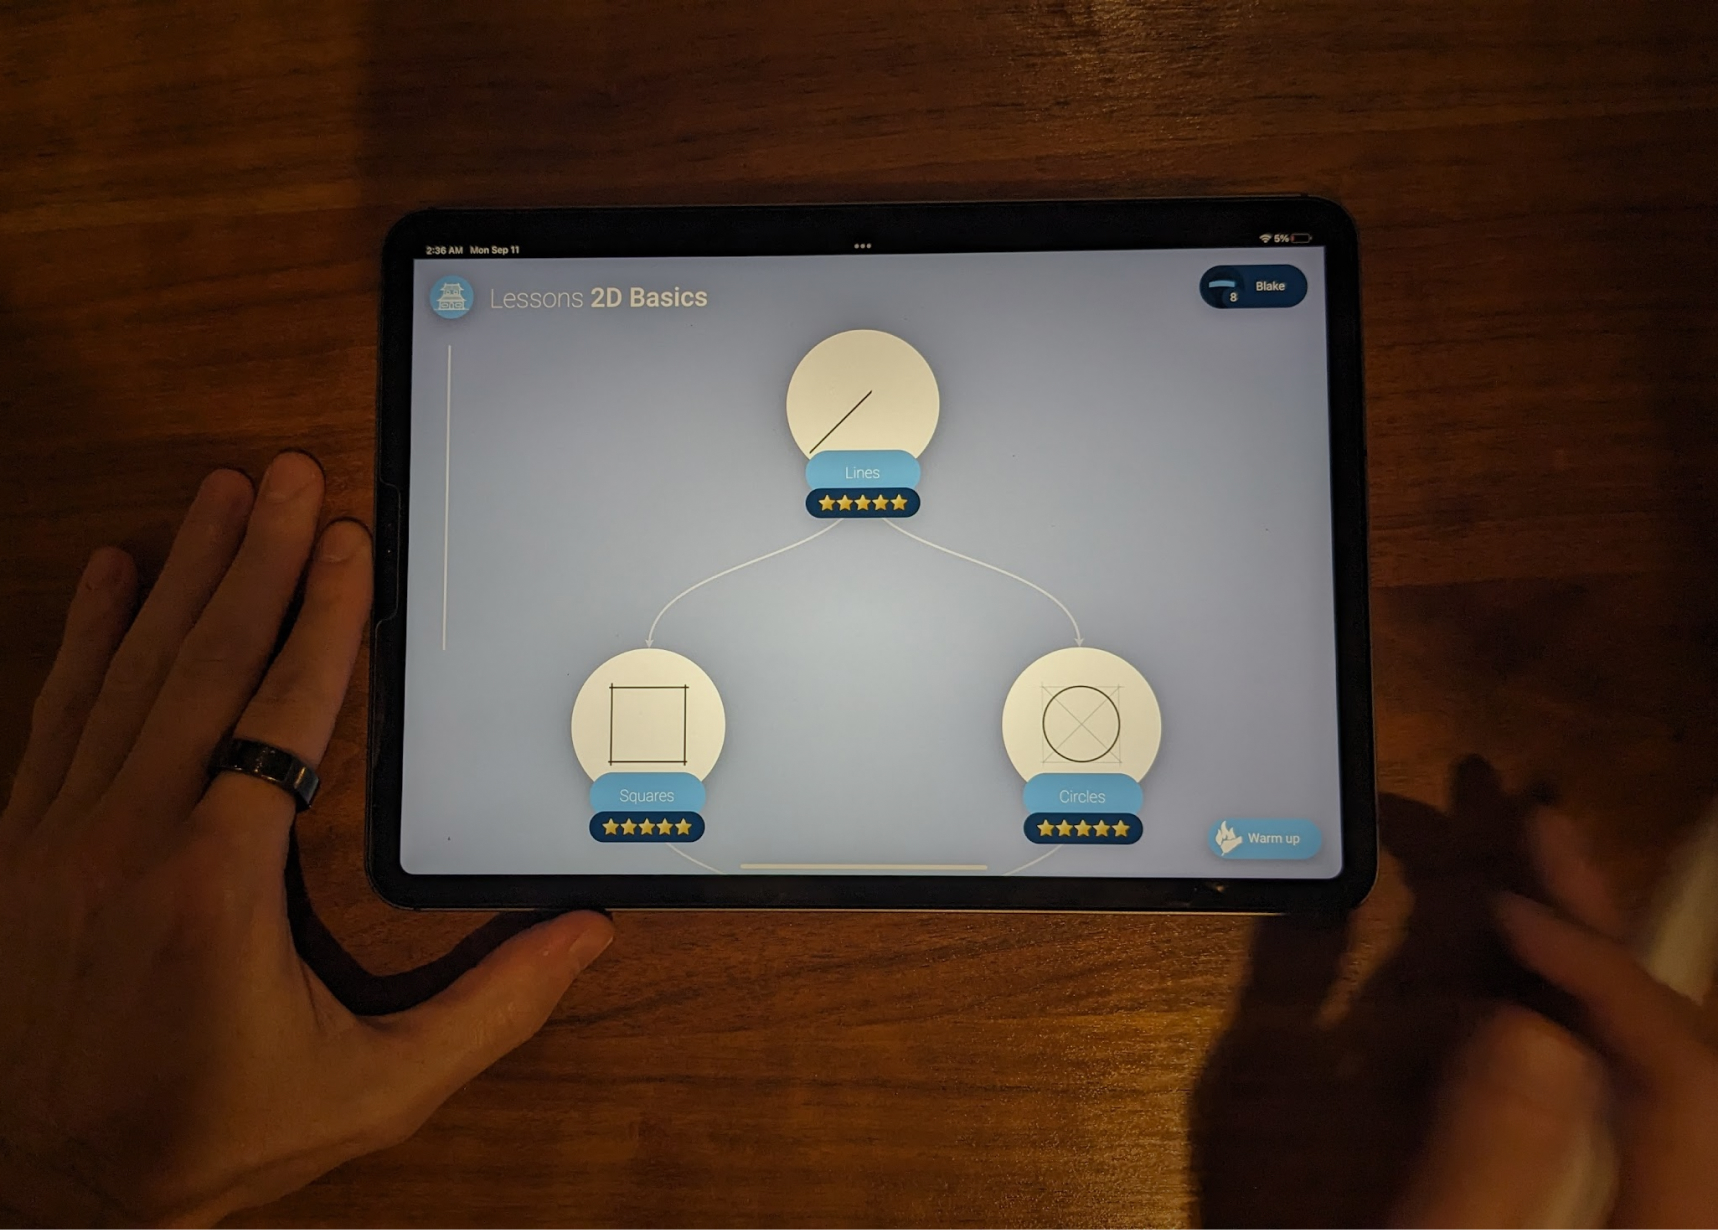 2:36 AM Mon Sep 11
5%
Lessons 2D Basics
8 Blake
Lines
Squares
Circles
Warm up